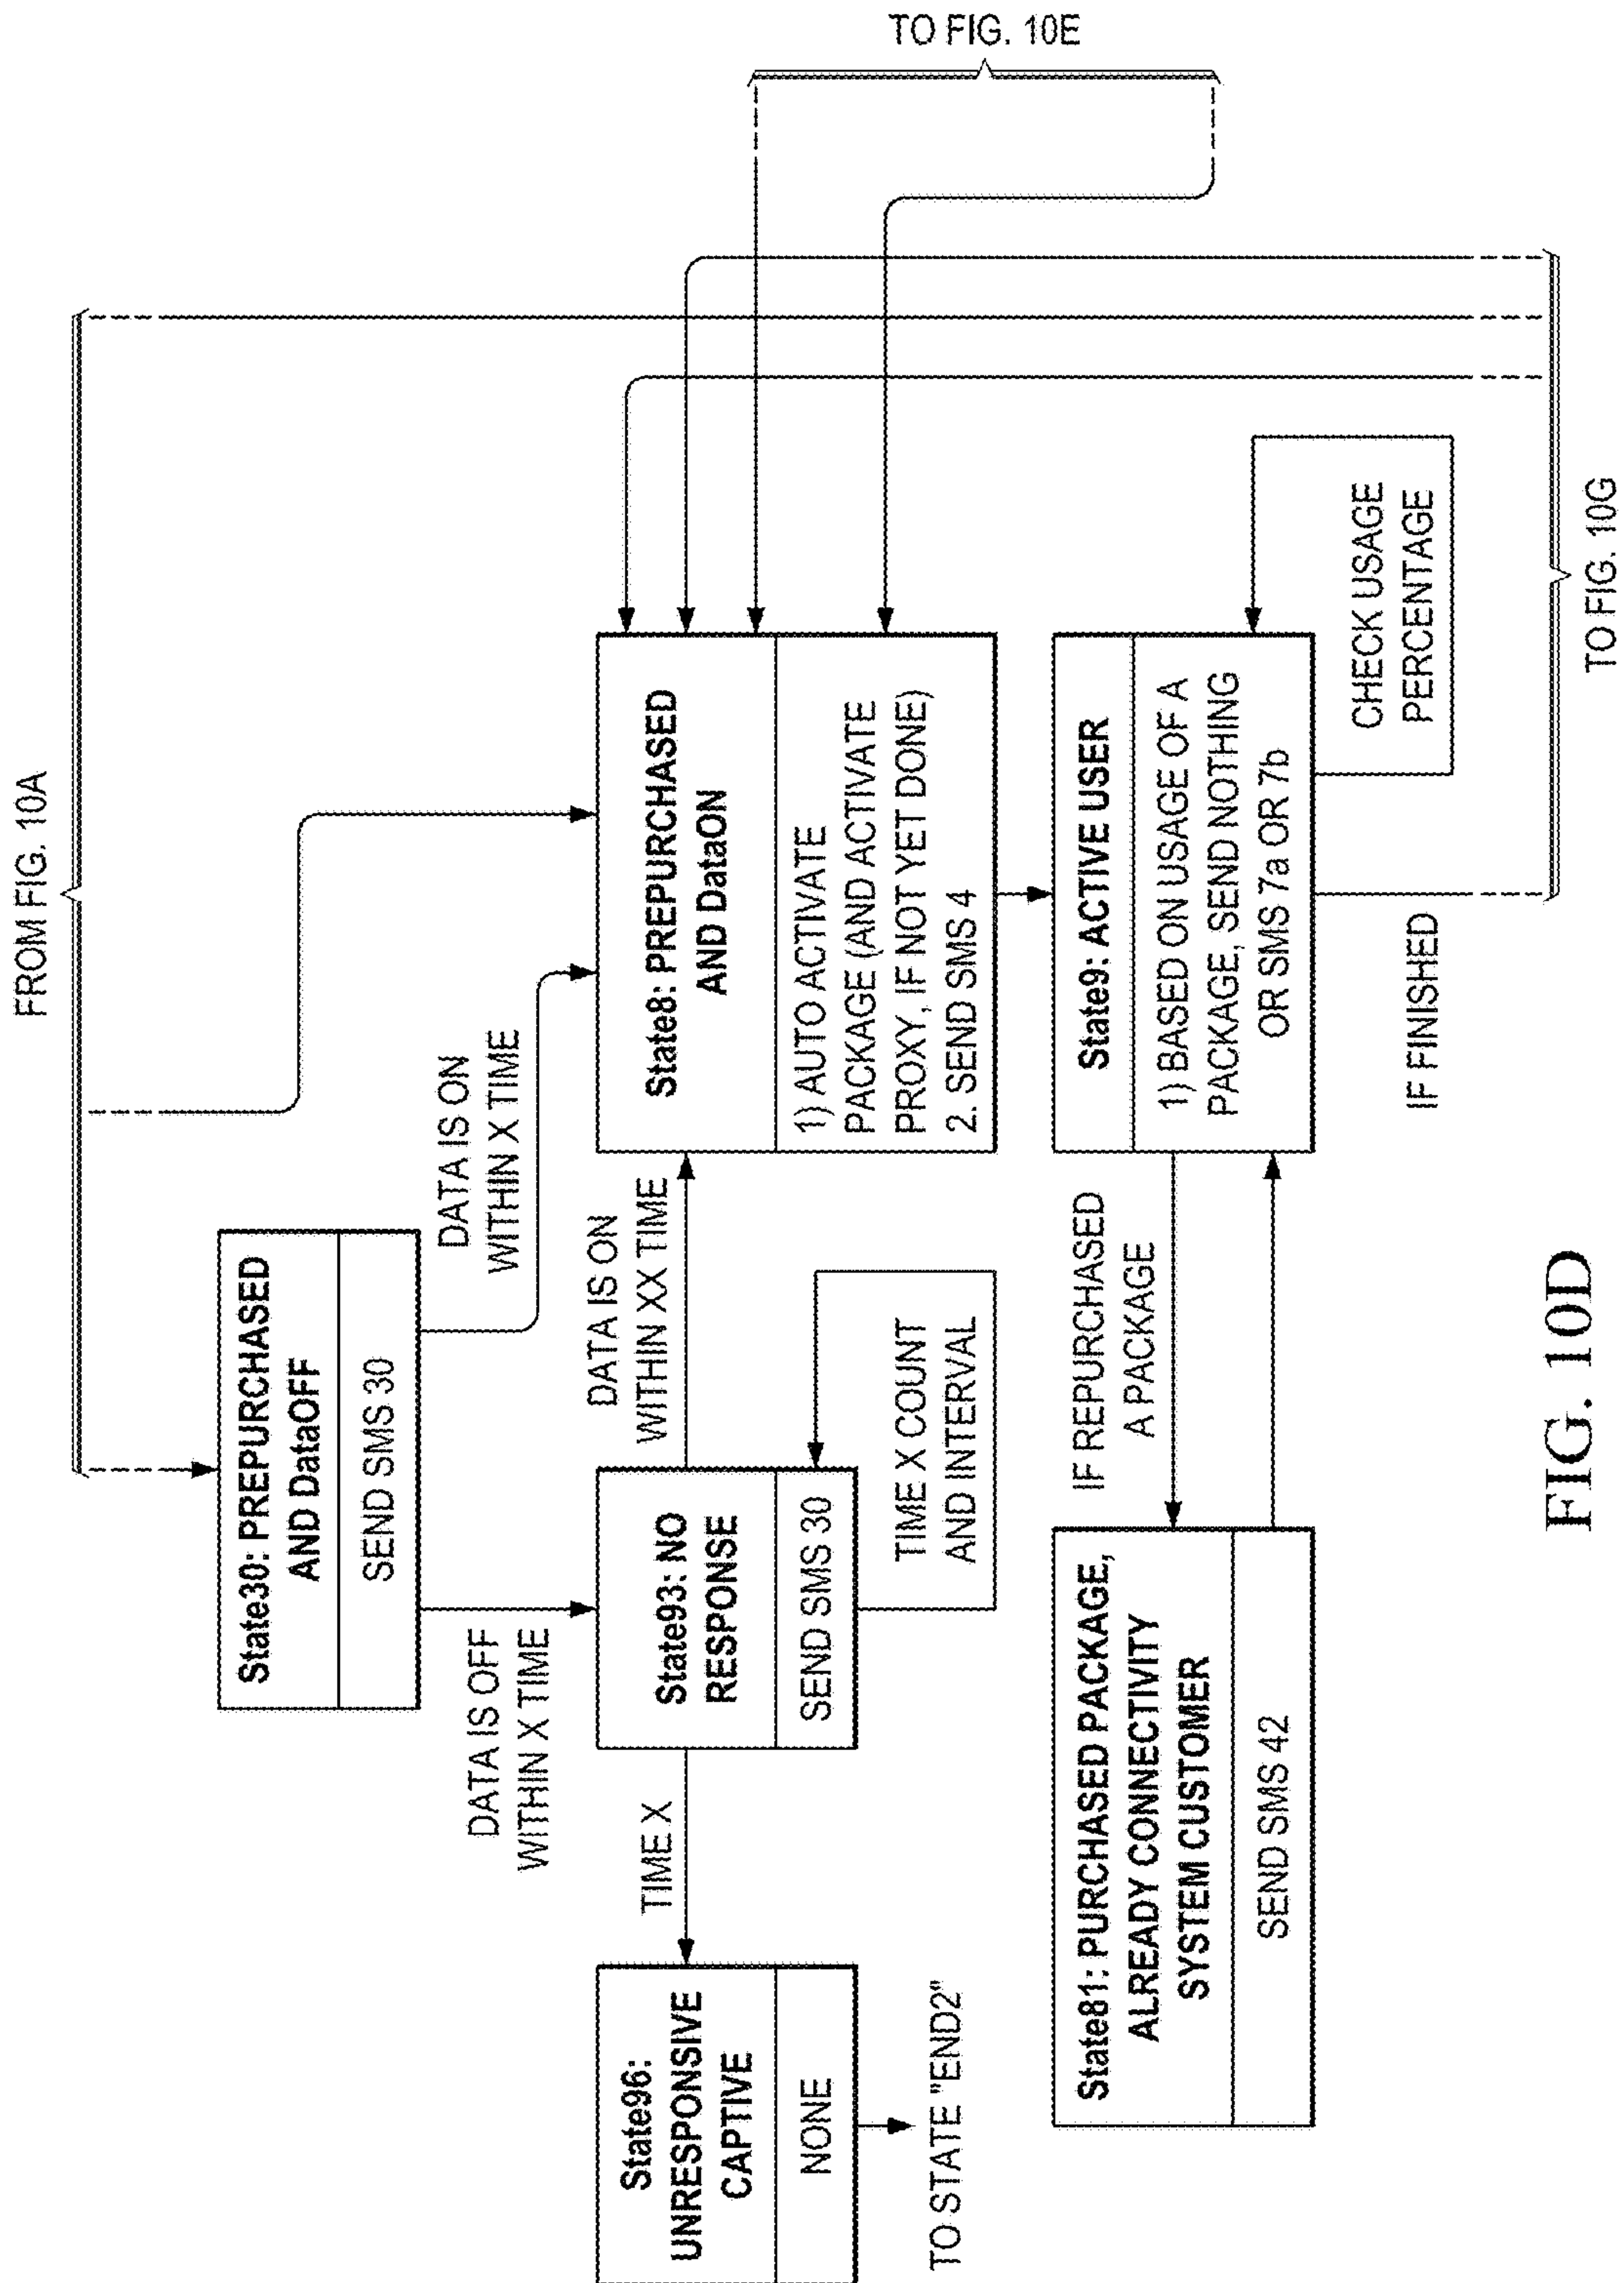 FROM FIG. 10A
State30: PREPURCHASED
AND DataOFF
SEND SMS 30
DATA IS OFF
WITHIN X TIME
DATA IS ON
WITHIN X TIME
TO FIG. 10E
State96:
UNRESPONSIVE
CAPTIVE
NONE
TO STATE "END2"
TIME X
State93: NO
RESPONSE
SEND SMS 30
TIME X COUNT
AND INTERVAL
DATA IS ON
WITHIN XX TIME
State8: PREPURCHASED
AND DataON
1) AUTO ACTIVATE
PACKAGE (AND ACTIVATE
PROXY, IF NOT YET DONE)
2. SEND SMS 4
State81: PURCHASED PACKAGE,
ALREADY CONNECTIVITY
SYSTEM CUSTOMER
SEND SMS 42
IF REPURCHASED
A PACKAGE
State9: ACTIVE USER
1) BASED ON USAGE OF A
PACKAGE, SEND NOTHING
OR SMS 7a OR 7b
CHECK USAGE
PERCENTAGE
IF FINISHED
TO FIG. 10G
FIG. 10D